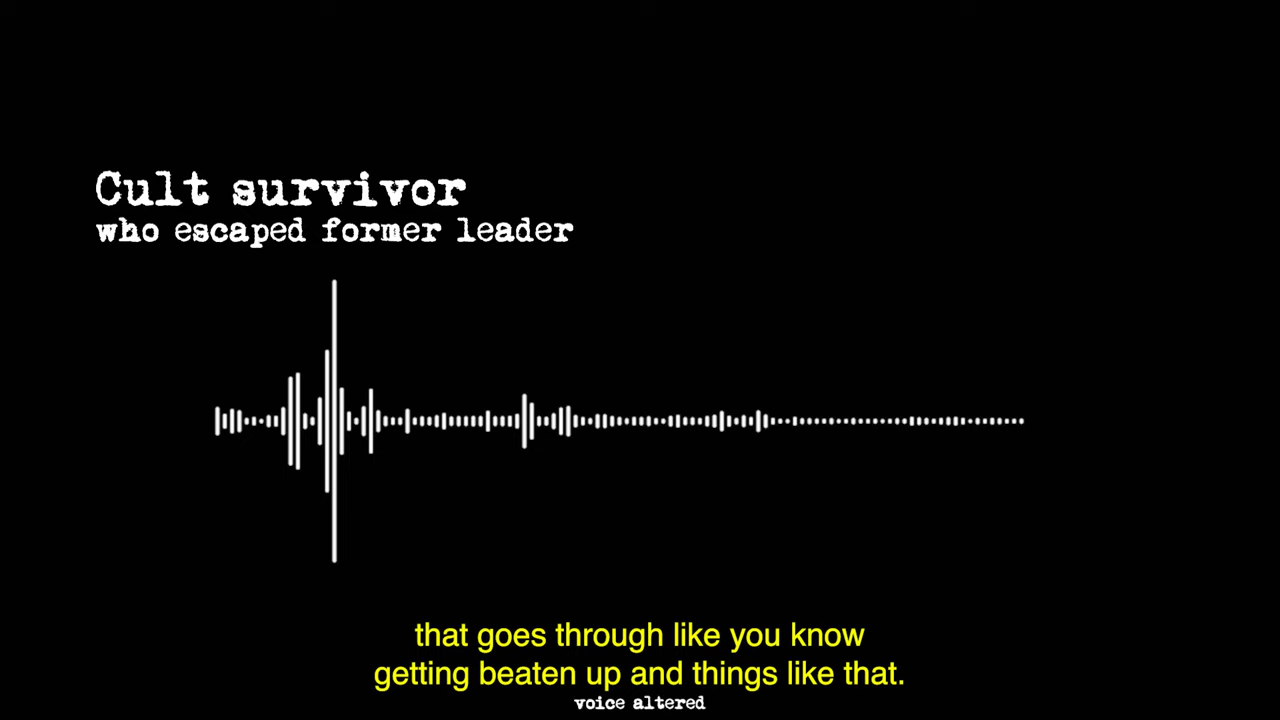 Cult survivor
who escaped former leader
that goes through like you know
getting beaten up and things like that.
voice altered